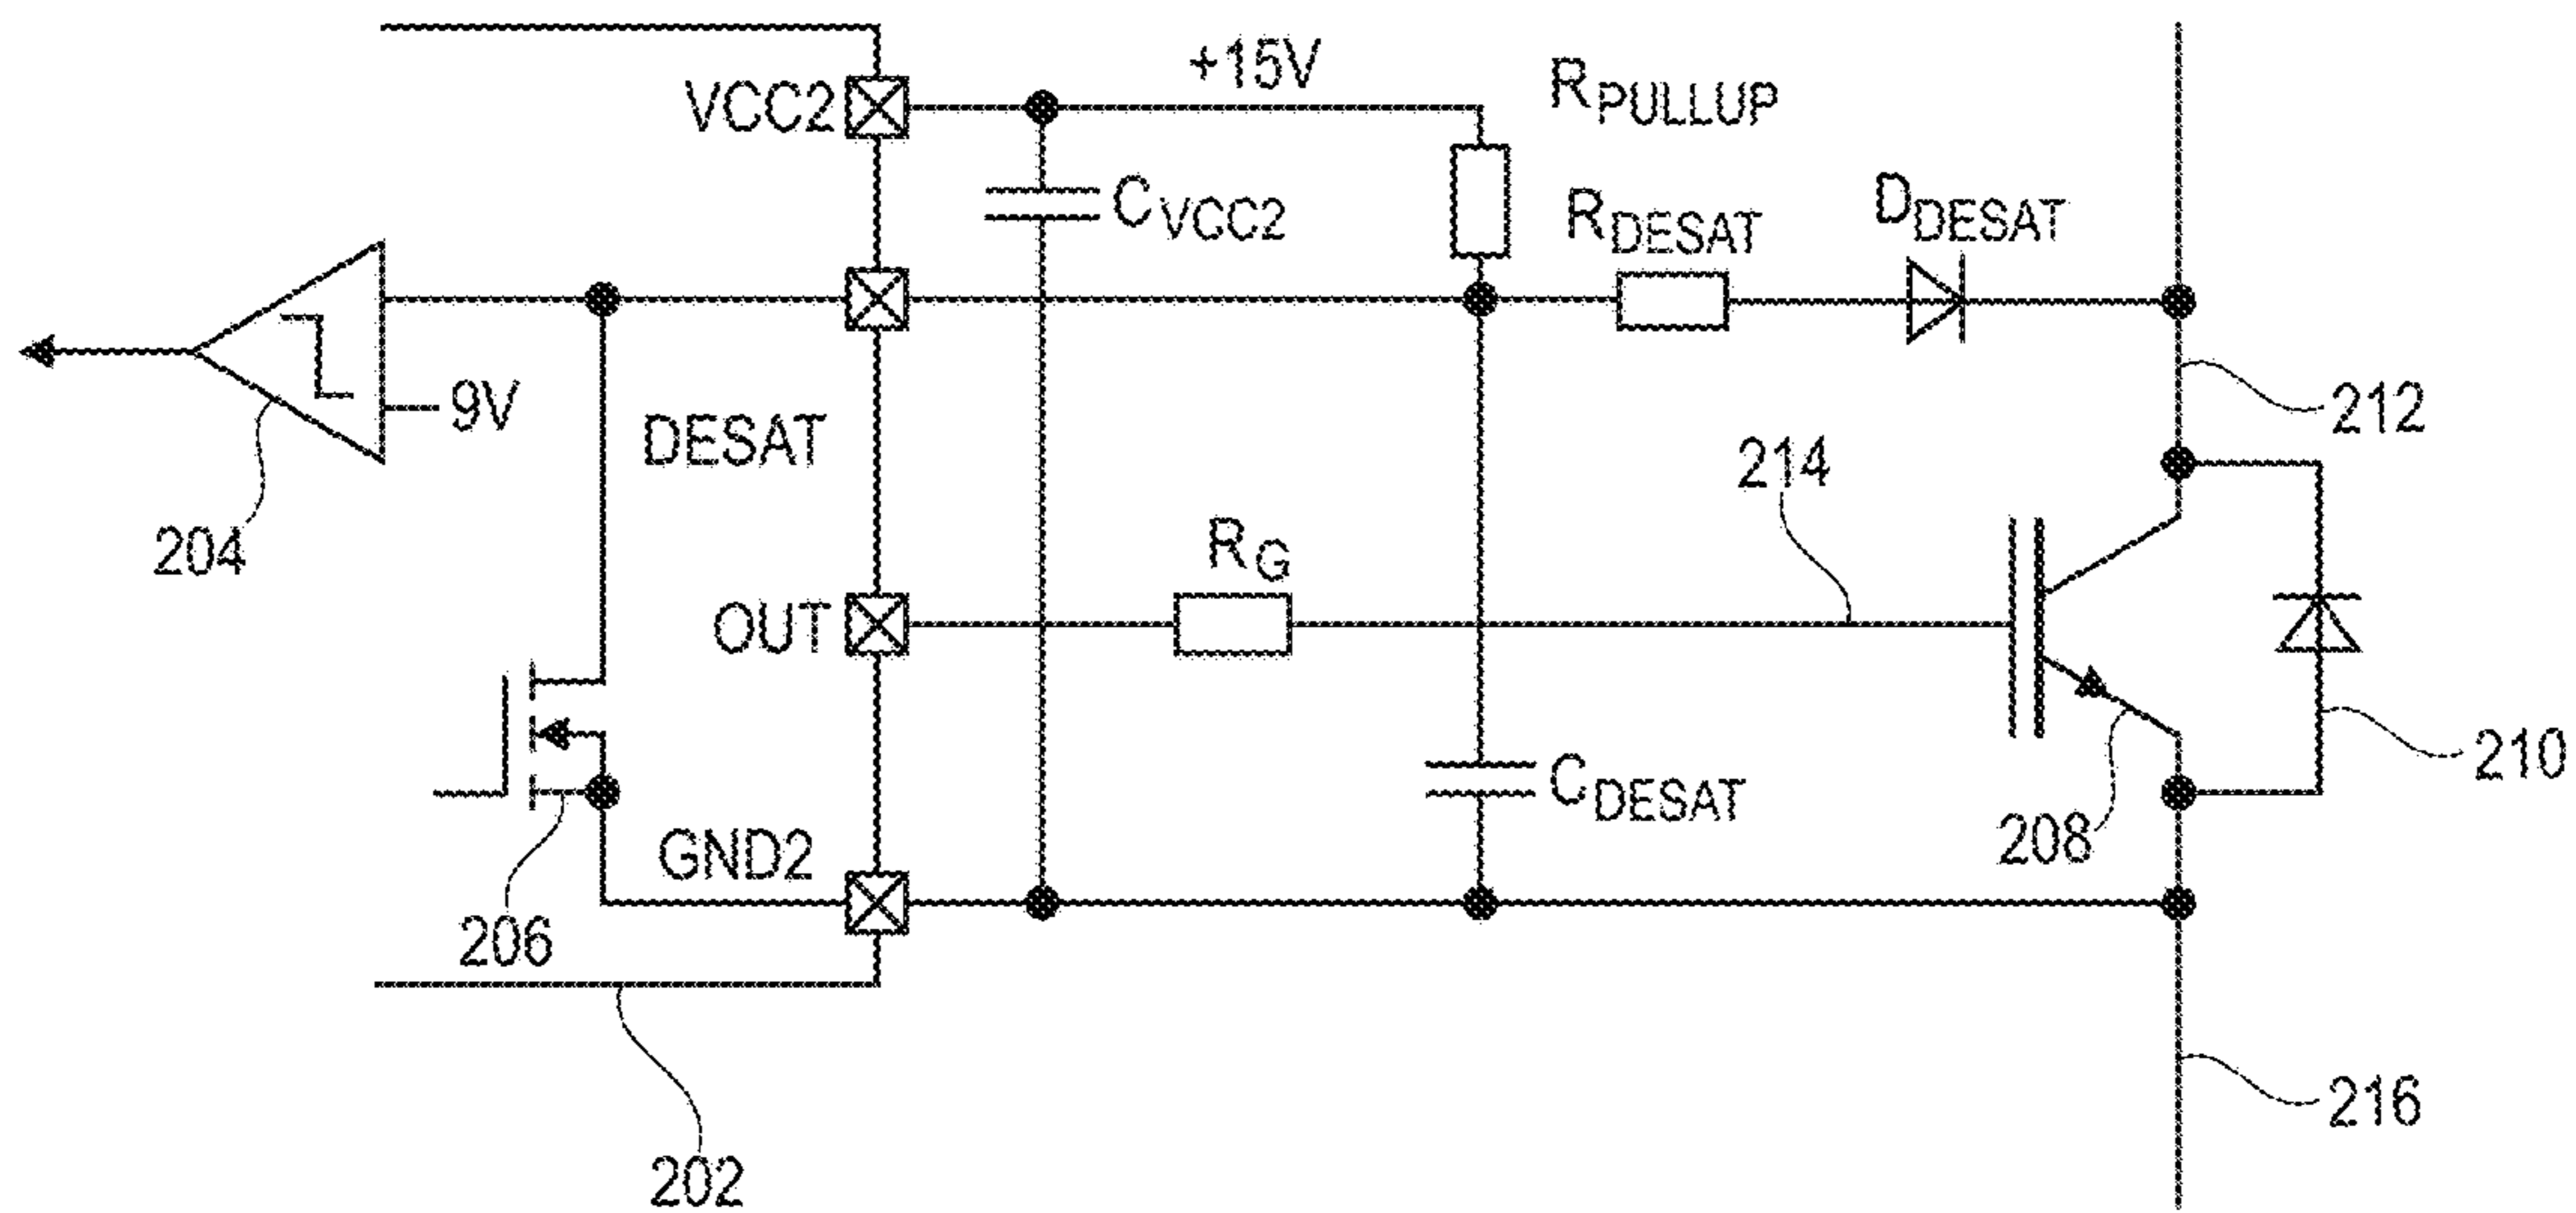 +15V
VCC2
RPULLUP
CVCC2
RDESAT
DDESAT
9V
DESAT
212
214
204
RG
OUT
210
CDESAT
208
GND2
206
216
202